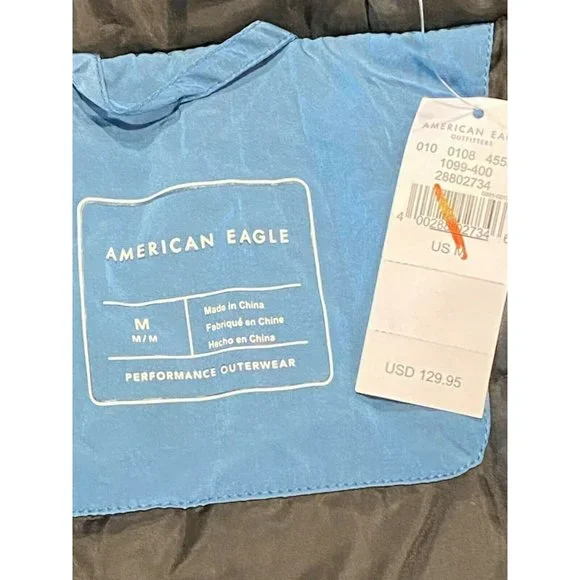 AMERICAN EAGLE
M
M/M
Made in China
Fabriqué en Chine
Hecho en China
PERFORMANCE OUTERWEAR
AMERICAN EAGL
OUTFITTERS
010 0108 455
1099-400
28802734
US M
USD 129.95